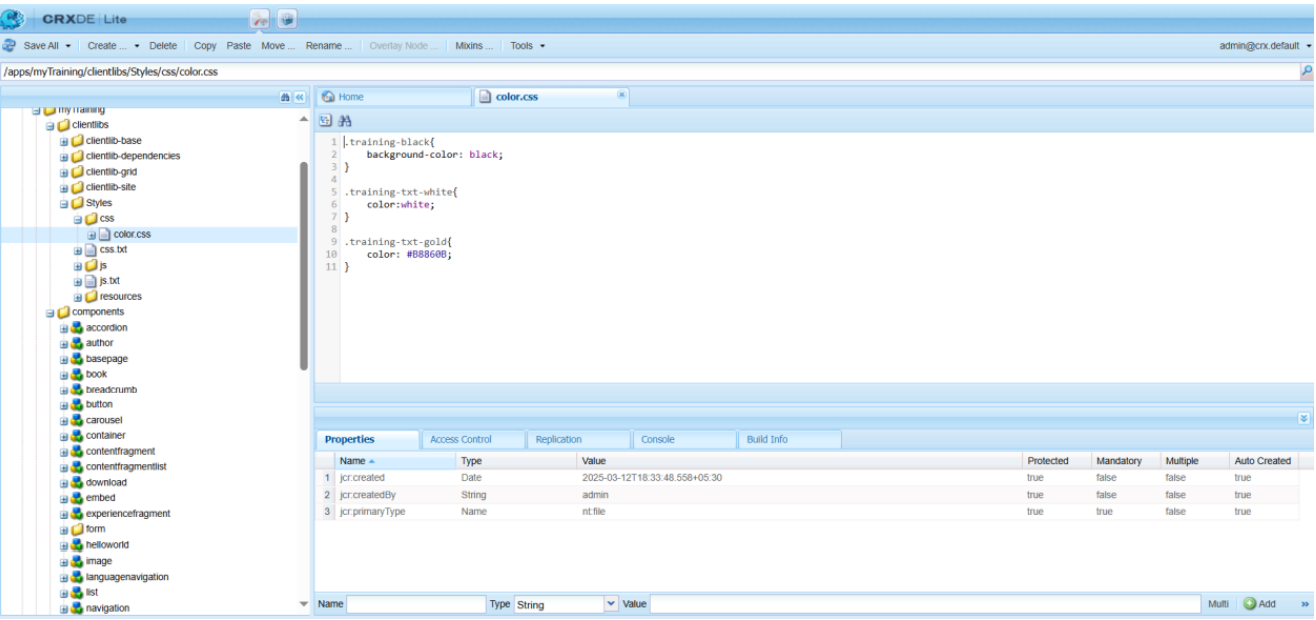 CRXDE Lite
Save All Create ... Delete Copy Paste Move ... Rename ... Overlay Node ... Mixins ... Tools admin@crx.default
/apps/myTraining/clientlibs/Styles/css/color.css
Home color.css
myTraining
clientlibs
clientlib-base
clientlib-dependencies
clientlib-grid
clientlib-site
Styles
css
color.css
css.txt
js
js.txt
resources
components
accordion
author
basepage
book
breadcrumb
button
carousel
container
contentfragment
contentfragmentlist
download
embed
experiencefragment
form
helloworld
image
languagenavigation
list
navigation
1 .training-black{
2 background-color: black;
3 }
4
5 .training-txt-white{
6 color:white;
7 }
8
9 .training-txt-gold{
10 color: #B8860B;
11 }
Properties Access Control Replication Console Build Info
Name Type Value Protected Mandatory Multiple Auto Created
1 jcr:created Date 2025-03-12T18:33:48.558+05:30 true false false true
2 jcr:createdBy String admin true false false true
3 jcr:primaryType Name nt:file true true false true
Name Type String Value Multi Add